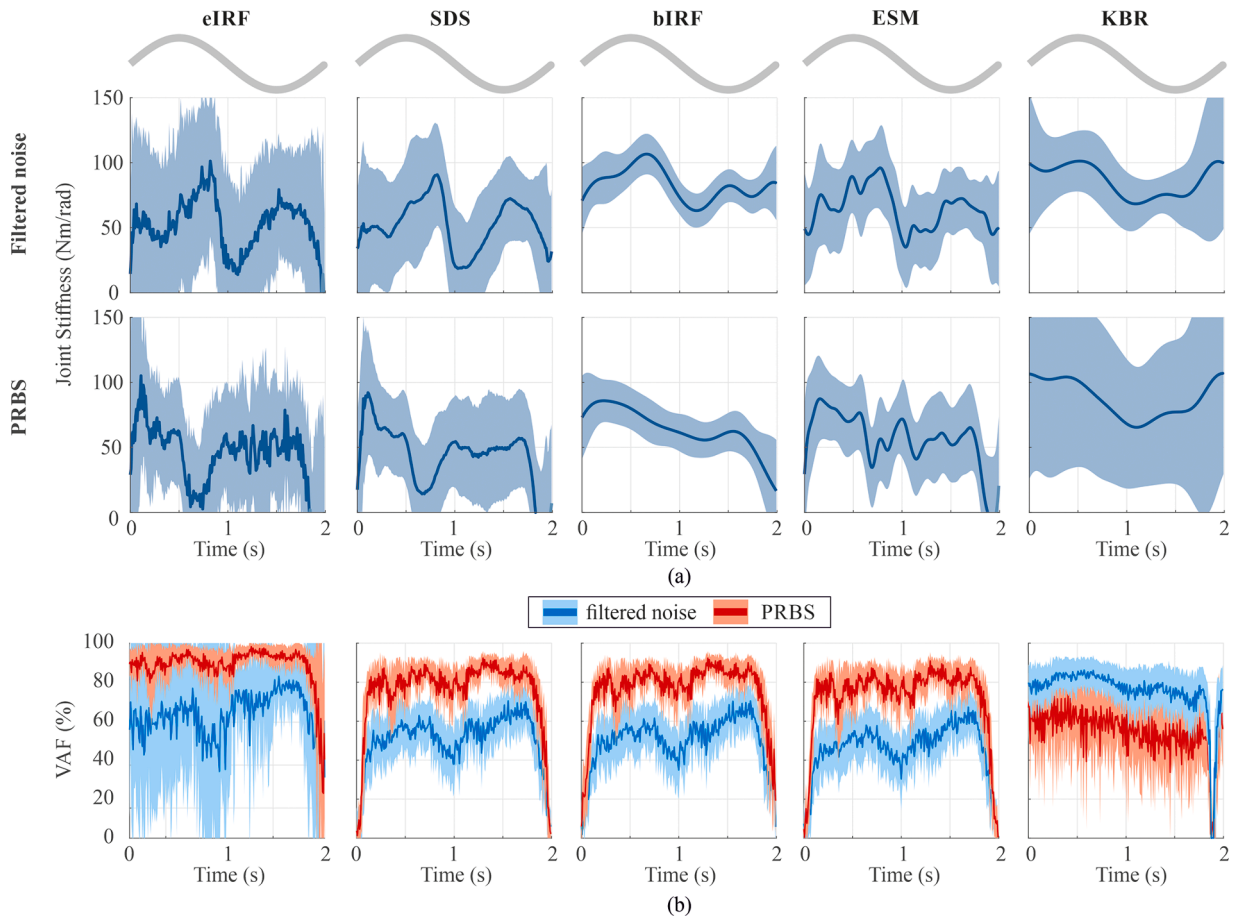 eIRF SDS bIRF ESM KBR
Filtered noise
Joint Stiffness (Nm/rad)
150
100
50
0
PRBS
150
100
50
0
0 1 2 0 1 2 0 1 2 0 1 2 0 1 2
Time (s) Time (s) Time (s) Time (s) Time (s)
(a)
filtered noise PRBS
VAF (%)
100
80
60
40
20
0
0 1 2 0 1 2 0 1 2 0 1 2 0 1 2
Time (s) Time (s) Time (s) Time (s) Time (s)
(b)